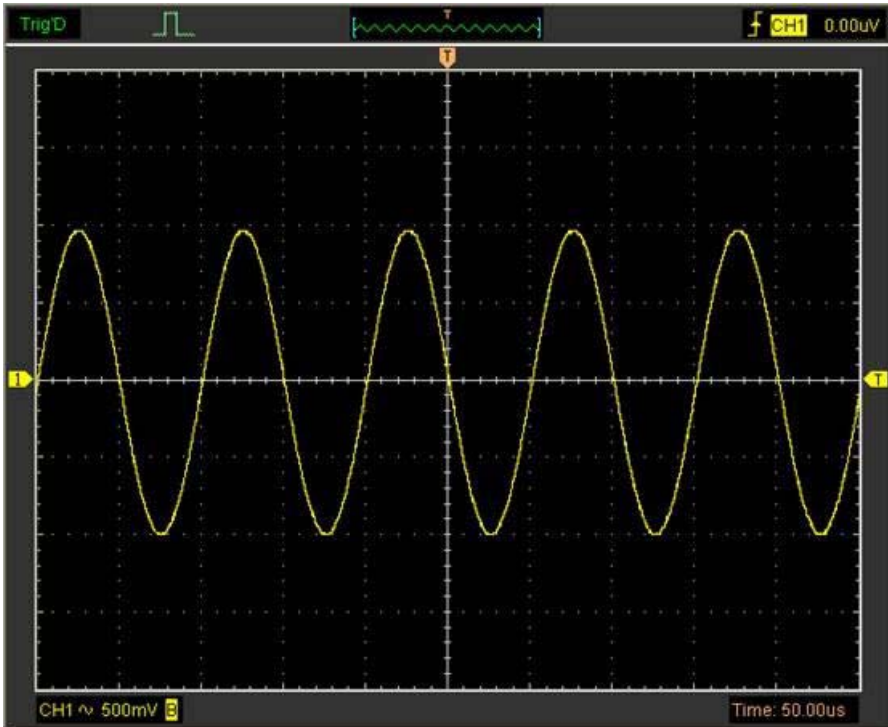 Trig'D
T
CH1 0.00uV
T
1
T
CH1 ∿ 500mV B
Time: 50.00us